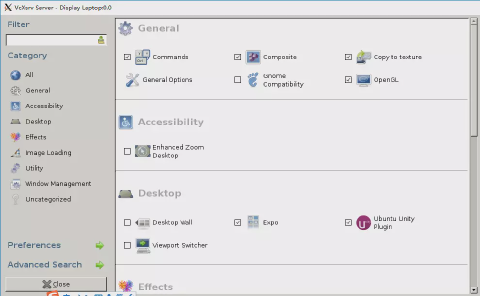 VcXsrv Server - Display Laptop:0.0
Filter
Category
All
General
Accessibility
Desktop
Effects
Image Loading
Utility
Window Management
Uncategorized
Preferences
Advanced Search
Close
General
Commands
Composite
Copy to texture
General Options
Gnome
Compatibility
OpenGL
Accessibility
Enhanced Zoom
Desktop
Desktop
Desktop Wall
Expo
Ubuntu Unity
Plugin
Viewport Switcher
Effects